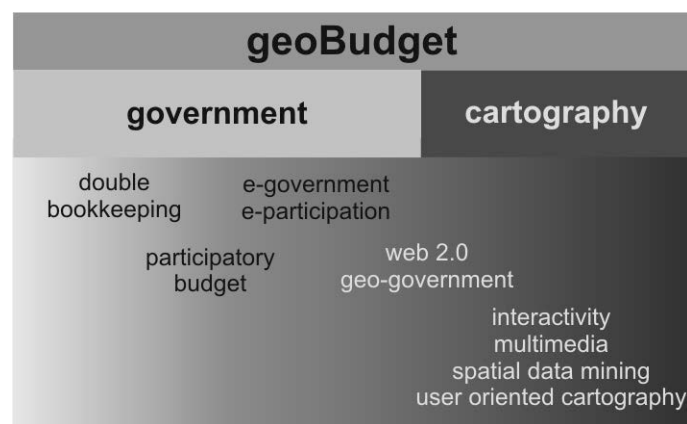 geoBudget
government
cartography
double
bookkeeping
e-government
e-participation
participatory
budget
web 2.0
geo-government
interactivity
multimedia
spatial data mining
user oriented cartography